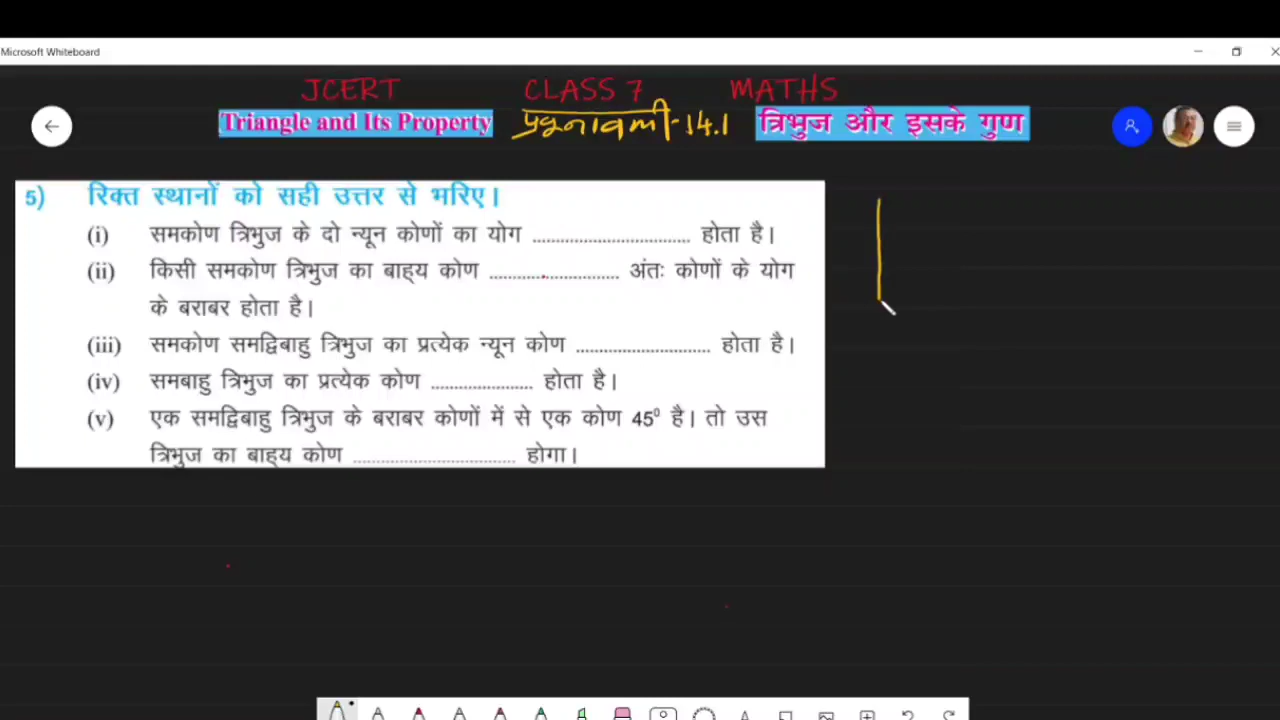 Microsoft Whiteboard
JCERT CLASS 7 MATHS
Triangle and Its Property प्रश्नावली-14.1 त्रिभुज और इसके गुण
5) रिक्त स्थानों को सही उत्तर से भरिए।
(i) समकोण त्रिभुज के दो न्यून कोणों का योग ................................ होता है।
(ii) किसी समकोण त्रिभुज का बाह्य कोण .......................... अंतः कोणों के योग
के बराबर होता है।
(iii) समकोण समद्विबाहु त्रिभुज का प्रत्येक न्यून कोण ........................... होता है।
(iv) समबाहु त्रिभुज का प्रत्येक कोण .................... होता है।
(v) एक समद्विबाहु त्रिभुज के बराबर कोणों में से एक कोण 45⁰ है। तो उस
त्रिभुज का बाह्य कोण ................................ होगा।